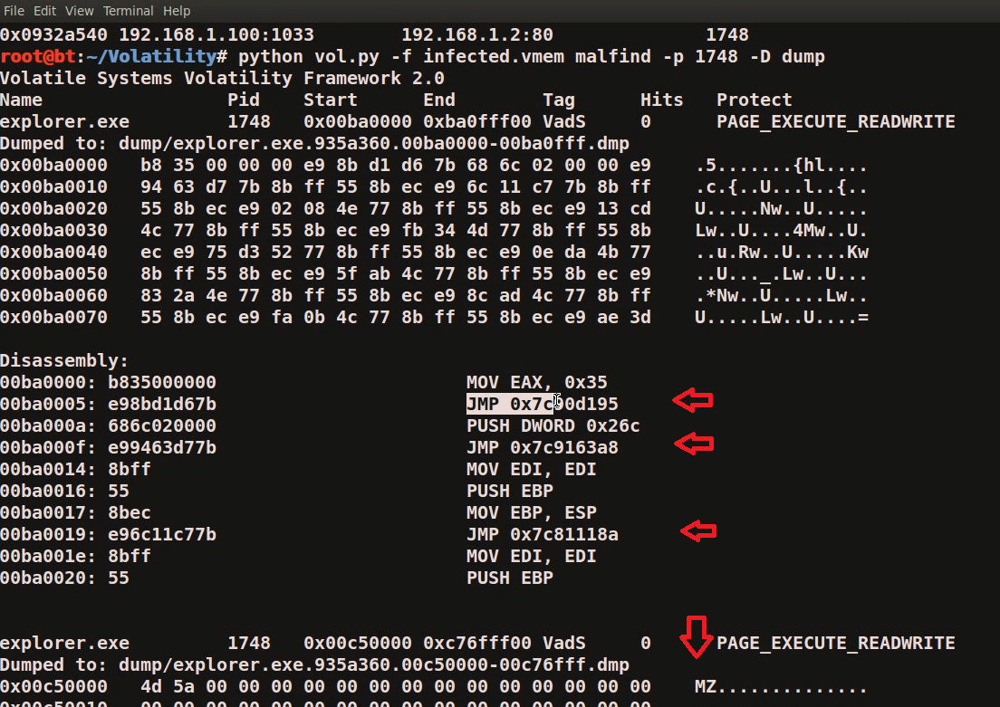 File Edit View Terminal Help
0x0932a540 192.168.1.100:1033 192.168.1.2:80 1748
root@bt:~/Volatility# python vol.py -f infected.vmem malfind -p 1748 -D dump
Volatile Systems Volatility Framework 2.0
Name Pid Start End Tag Hits Protect
explorer.exe 1748 0x00ba0000 0xba0fff00 VadS 0 PAGE_EXECUTE_READWRITE
Dumped to: dump/explorer.exe.935a360.00ba0000-00ba0fff.dmp
0x00ba0000 b8 35 00 00 00 e9 8b d1 d6 7b 68 6c 02 00 00 e9 .5.......{hl....
0x00ba0010 94 63 d7 7b 8b ff 55 8b ec e9 6c 11 c7 7b 8b ff .c.{..U...l..{..
0x00ba0020 55 8b ec e9 02 08 4e 77 8b ff 55 8b ec e9 13 cd U.....Nw..U.....
0x00ba0030 4c 77 8b ff 55 8b ec e9 fb 34 4d 77 8b ff 55 8b Lw..U....4Mw..U.
0x00ba0040 ec e9 75 d3 52 77 8b ff 55 8b ec e9 0e da 4b 77 ..u.Rw..U.....Kw
0x00ba0050 8b ff 55 8b ec e9 5f ab 4c 77 8b ff 55 8b ec e9 ..U..._.Lw..U...
0x00ba0060 83 2a 4e 77 8b ff 55 8b ec e9 8c ad 4c 77 8b ff .*Nw..U.....Lw..
0x00ba0070 55 8b ec e9 fa 0b 4c 77 8b ff 55 8b ec e9 ae 3d U.....Lw..U....=
Disassembly:
00ba0000: b835000000 MOV EAX, 0x35
00ba0005: e98bd1d67b JMP 0x7c90d195
00ba000a: 686c020000 PUSH DWORD 0x26c
00ba000f: e99463d77b JMP 0x7c9163a8
00ba0014: 8bff MOV EDI, EDI
00ba0016: 55 PUSH EBP
00ba0017: 8bec MOV EBP, ESP
00ba0019: e96c11c77b JMP 0x7c81118a
00ba001e: 8bff MOV EDI, EDI
00ba0020: 55 PUSH EBP
explorer.exe 1748 0x00c50000 0xc76fff00 VadS 0 PAGE_EXECUTE_READWRITE
Dumped to: dump/explorer.exe.935a360.00c50000-00c76fff.dmp
0x00c50000 4d 5a 00 00 00 00 00 00 00 00 00 00 00 00 00 00 MZ..............